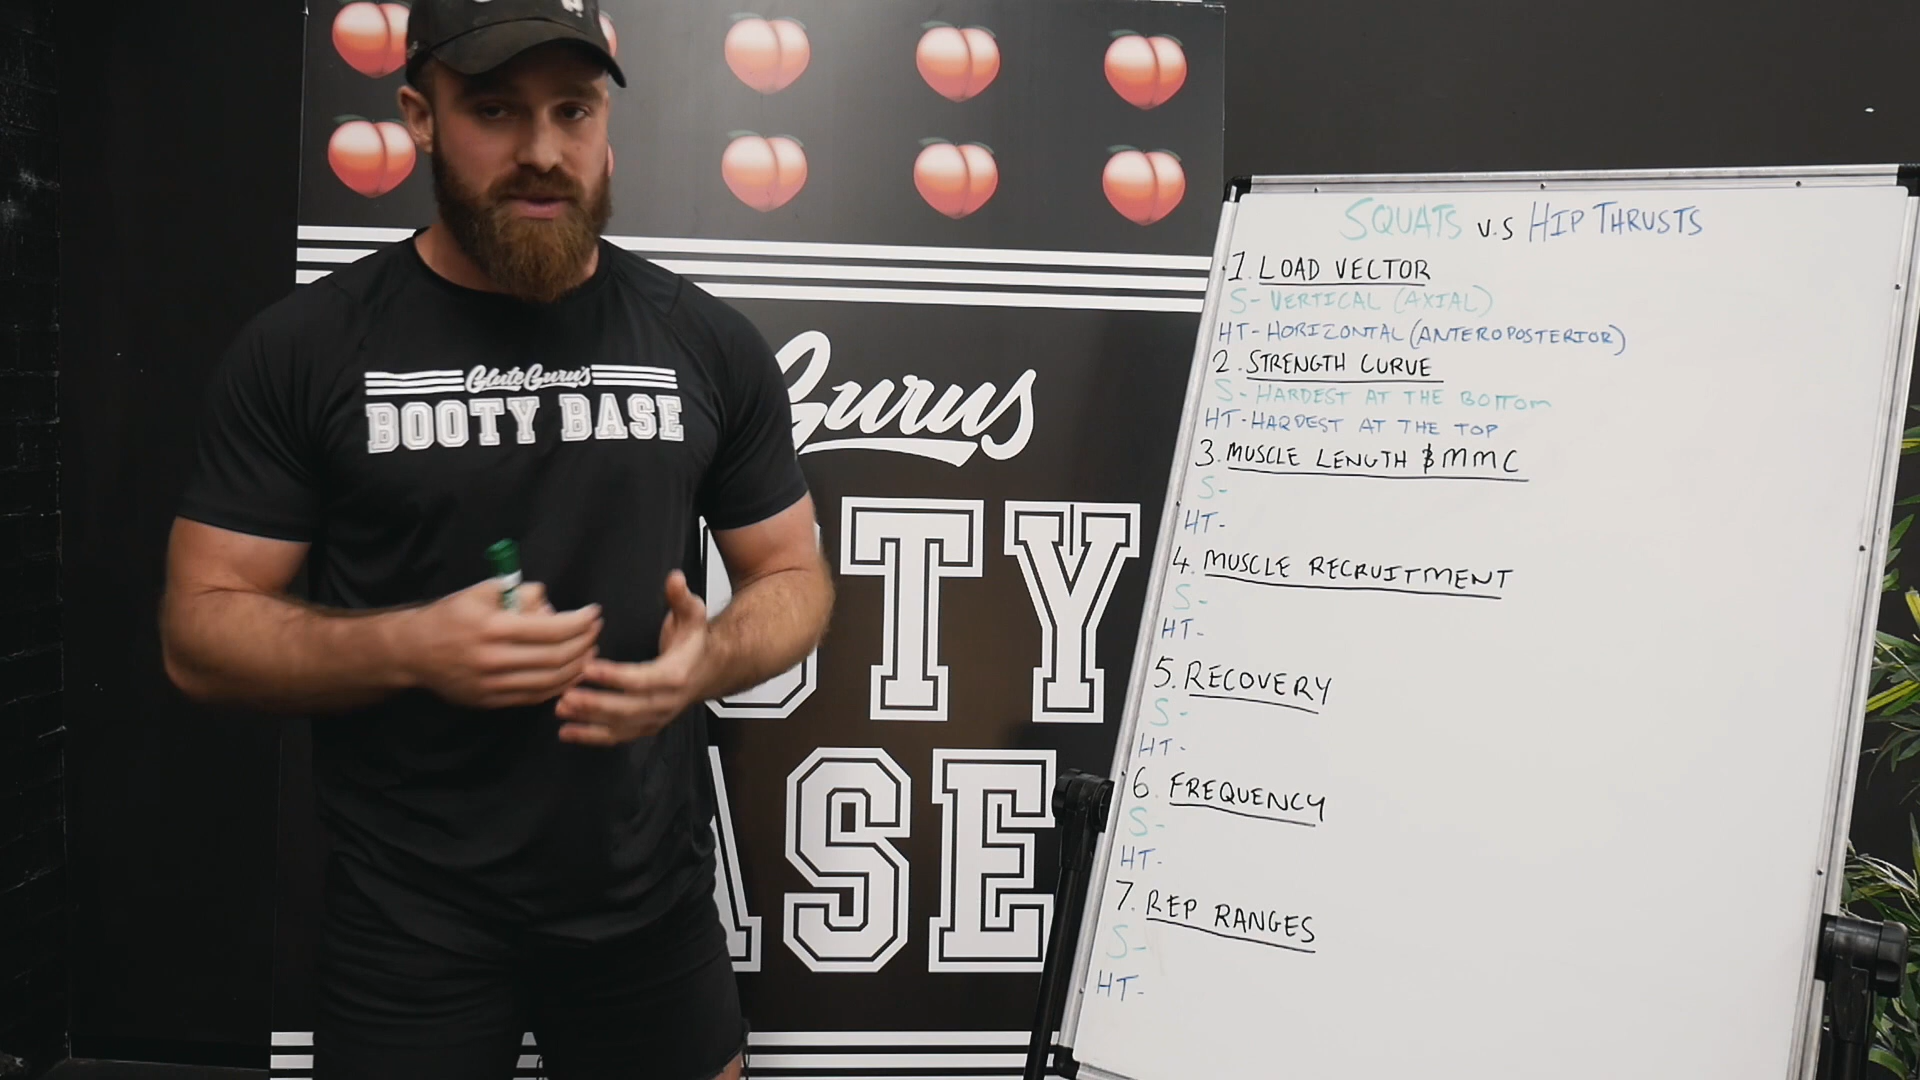 Glute Guru's
BOOTY BASE
Gurus
OTY
ASE
SQUATS V.S HIP THRUSTS
1. LOAD VECTOR
S- VERTICAL (AXIAL)
HT- HORIZONTAL (ANTEROPOSTERIOR)
2. STRENGTH CURVE
S- HARDEST AT THE BOTTOM
HT- HARDEST AT THE TOP
3. MUSCLE LENGTH & MMC
S-
HT-
4. MUSCLE RECRUITMENT
S-
HT-
5. RECOVERY
S-
HT-
6. FREQUENCY
S-
HT-
7. REP RANGES
S-
HT-